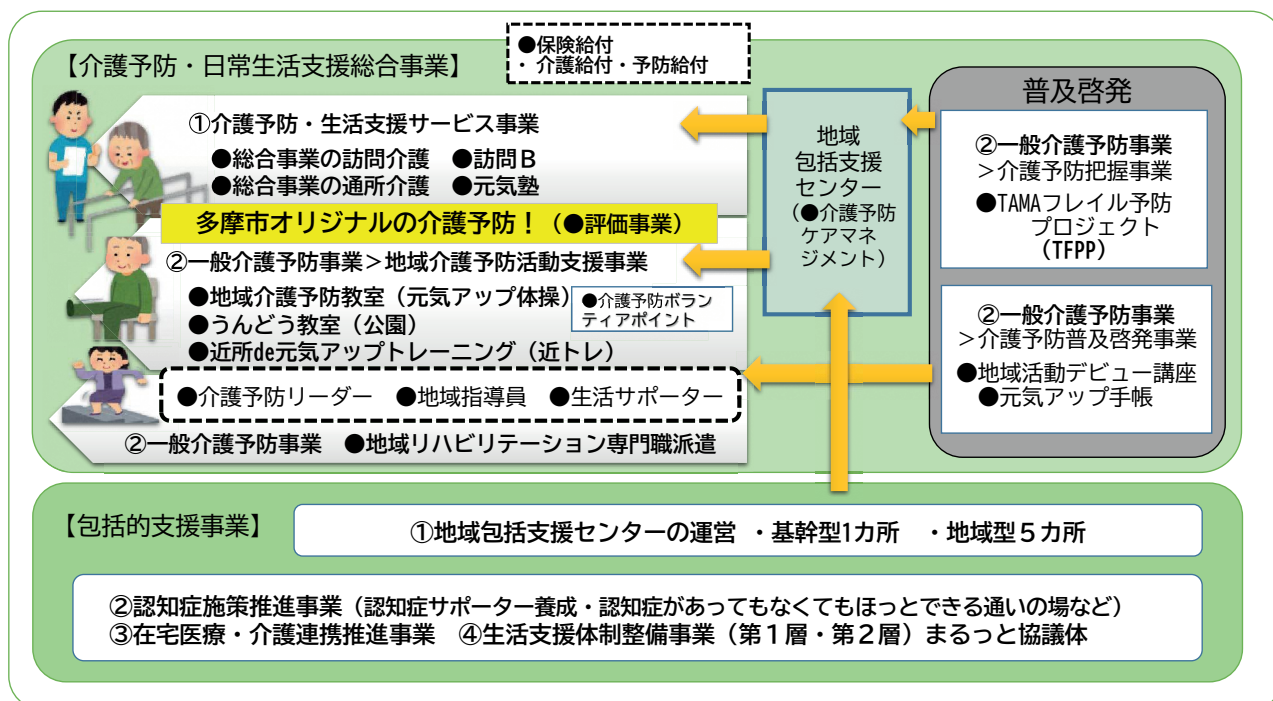 ●保険給付
・ 介護給付・予防給付
【介護予防・日常生活支援総合事業】
①介護予防・生活支援サービス事業
●総合事業の訪問介護　●訪問Ｂ
●総合事業の通所介護　●元気塾
多摩市オリジナルの介護予防！（●評価事業）
②一般介護予防事業＞地域介護予防活動支援事業
●地域介護予防教室（元気アップ体操）
●うんどう教室（公園）
●近所de元気アップトレーニング（近トレ）
●介護予防ボラン
ティアポイント
●介護予防リーダー　●地域指導員　●生活サポーター
②一般介護予防事業　●地域リハビリテーション専門職派遣
地域
包括支援
センター
（●介護予防
ケアマネ
ジメント）
普及啓発
②一般介護予防事業
＞介護予防把握事業
●TAMAフレイル予防
プロジェクト
(TFPP)
②一般介護予防事業
＞介護予防普及啓発事業
●地域活動デビュー講座
●元気アップ手帳
【包括的支援事業】
①地域包括支援センターの運営　・基幹型1カ所　・地域型５カ所
②認知症施策推進事業（認知症サポーター養成・認知症があってもなくてもほっとできる通いの場など）
③在宅医療・介護連携推進事業　④生活支援体制整備事業（第１層・第２層）まるっと協議体